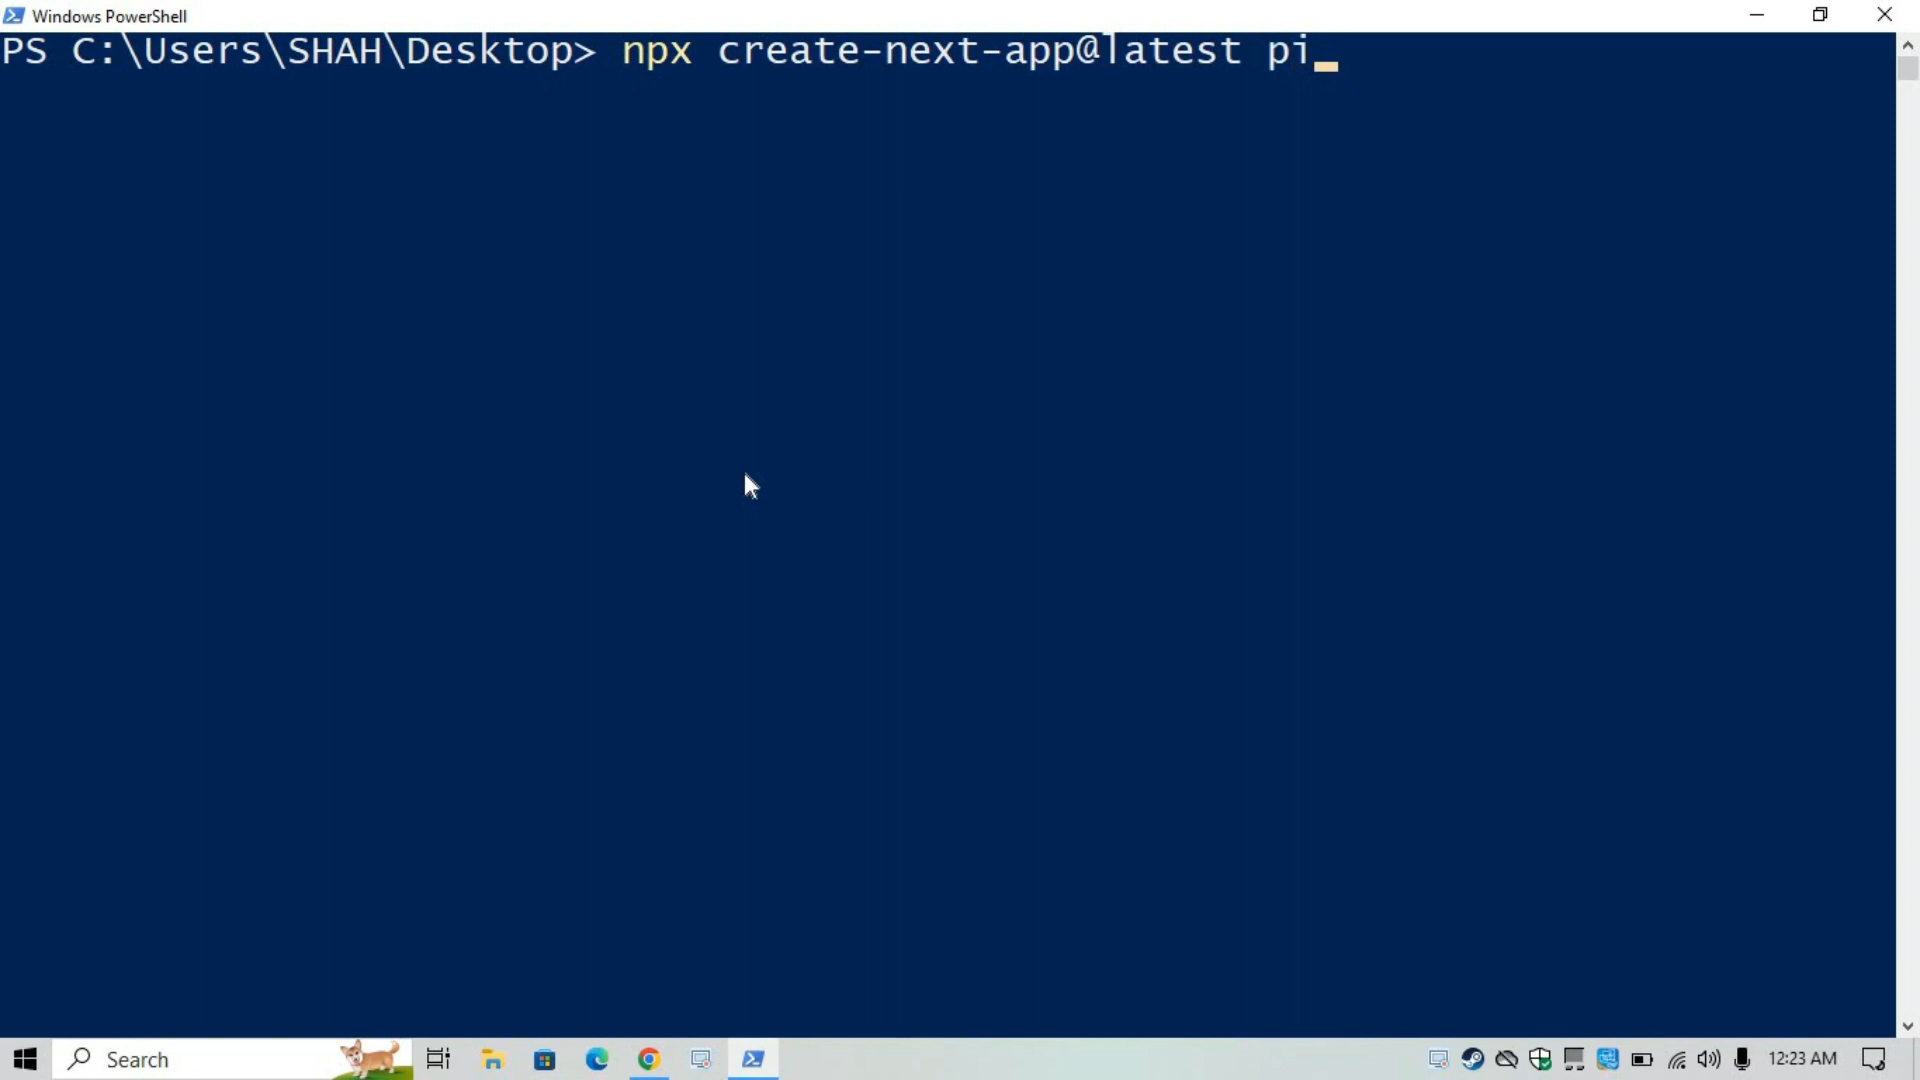 Windows PowerShell
PS C:\Users\SHAH\Desktop> npx create-next-app@latest pi
Search
12:23 AM